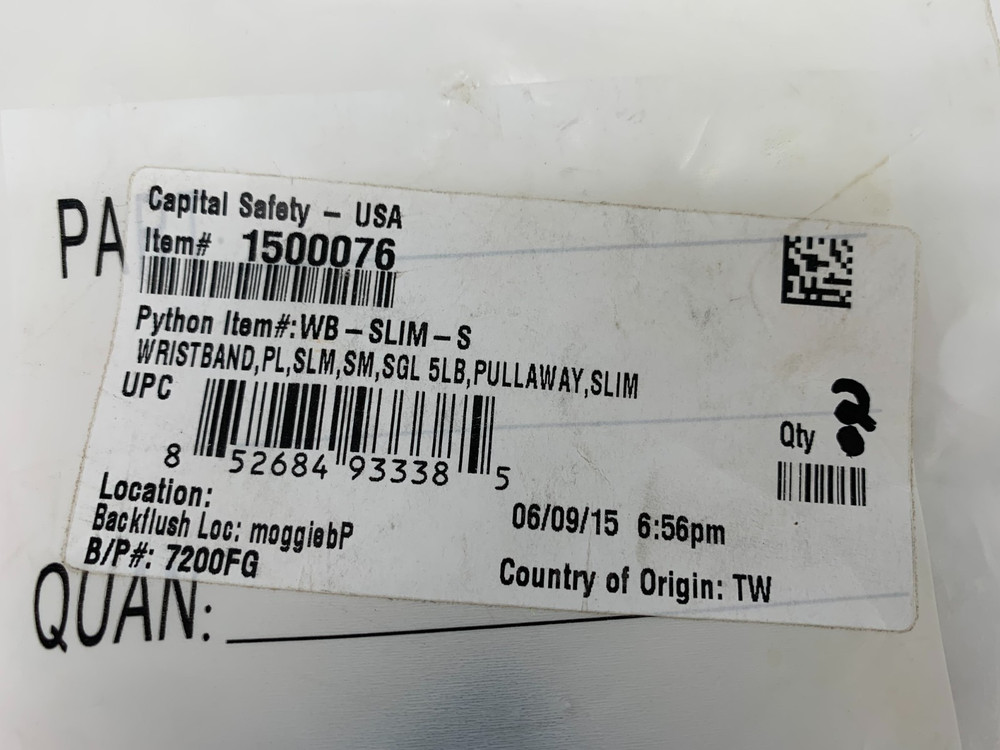 PA
Capital Safety - USA
Item# 1500076
Python Item#:WB-SLIM-S
WRISTBAND,PL,SLM,SM,SGL 5LB,PULLAWAY,SLIM
UPC
8 52684 93338 5
Qty
Location:
Backflush Loc: moggiebP
B/P#: 7200FG
06/09/15 6:56pm
Country of Origin: TW
QUAN: